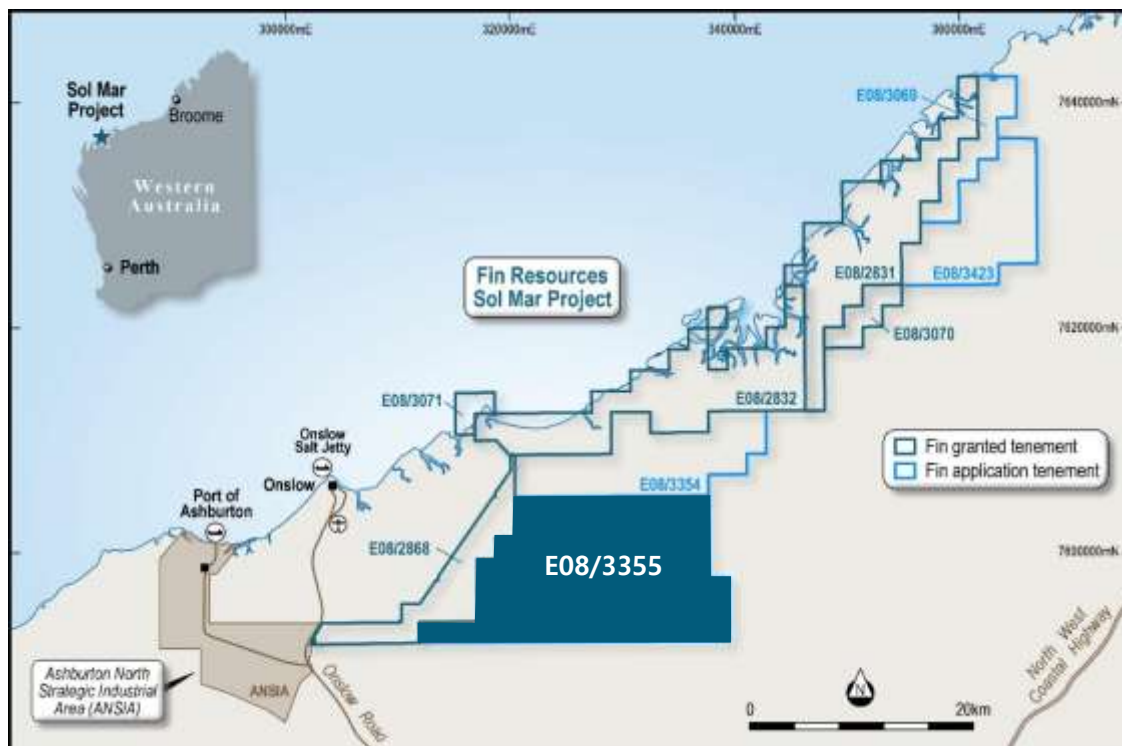 300000mE
320000mE
340000mE
360000mE
Sol Mar
Project
Broome
Western
Australia
Perth
E08/3069
7640000mN
Fin Resources
Sol Mar Project
E08/2831
E08/3423
7620000mN
E08/3070
E08/3071
E08/2832
Onslow
Salt Jetty
Onslow
Fin granted tenement
Fin application tenement
Port of
Ashburton
E08/3354
E08/2868
E08/3355
7600000mN
Ashburton North
Strategic Industrial
Area (ANSIA)
ANSIA
Onslow Road
North West
Coastal Highway
N
0
20km